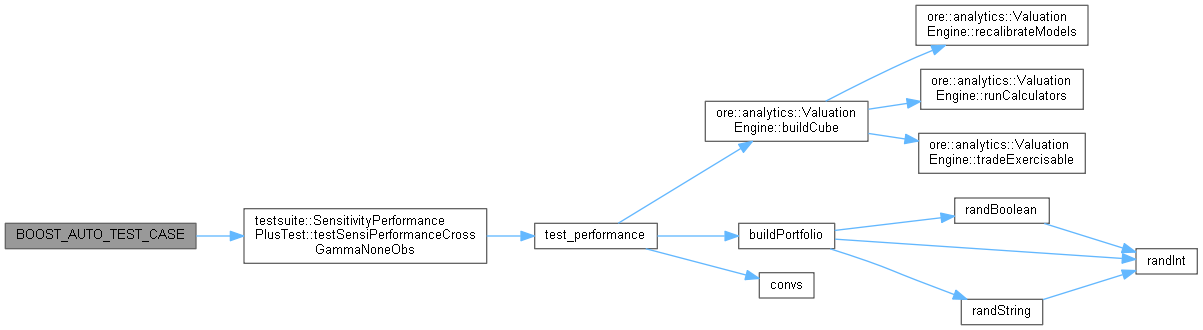 BOOST_AUTO_TEST_CASE
testsuite::SensitivityPerformance
PlusTest::testSensiPerformanceCross
GammaNoneObs
test_performance
ore::analytics::Valuation
Engine::buildCube
ore::analytics::Valuation
Engine::recalibrateModels
ore::analytics::Valuation
Engine::runCalculators
ore::analytics::Valuation
Engine::tradeExercisable
buildPortfolio
convs
randBoolean
randInt
randString